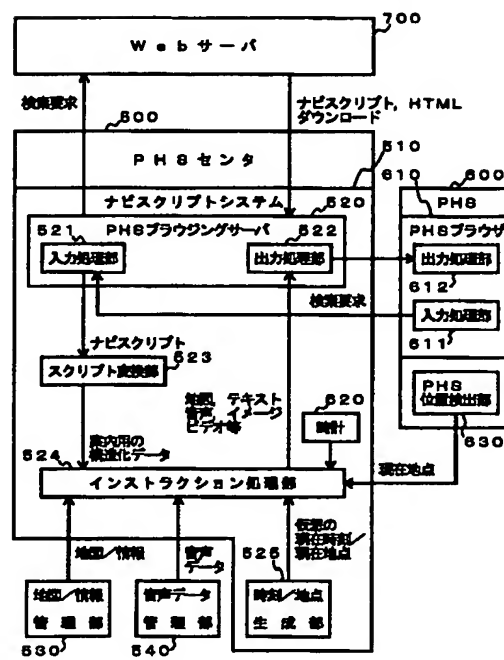 700
Webサーバ
検索要求
ナビスクリプト, HTML
ダウンロード
500
PHSセンタ
510
ナビスクリプトシステム
520
PHSブラウジングサーバ
521
入力処理部
出力処理部
522
610
600
PHS
PHSブラウザ
出力処理部
612
検索要求
入力処理部
611
ナビスクリプト
スクリプト変換部
523
地図, テキスト
音声, イメージ
ビデオ等
620
時計
PHS
位置検出部
630
案内用の
構造化データ
524
インストラクション処理部
現在地点
地図/情報
音声
データ
仮想の
現在時刻/
現在地点
525
地図/情報
管理部
530
音声データ
管理部
540
時刻/地点
生成部